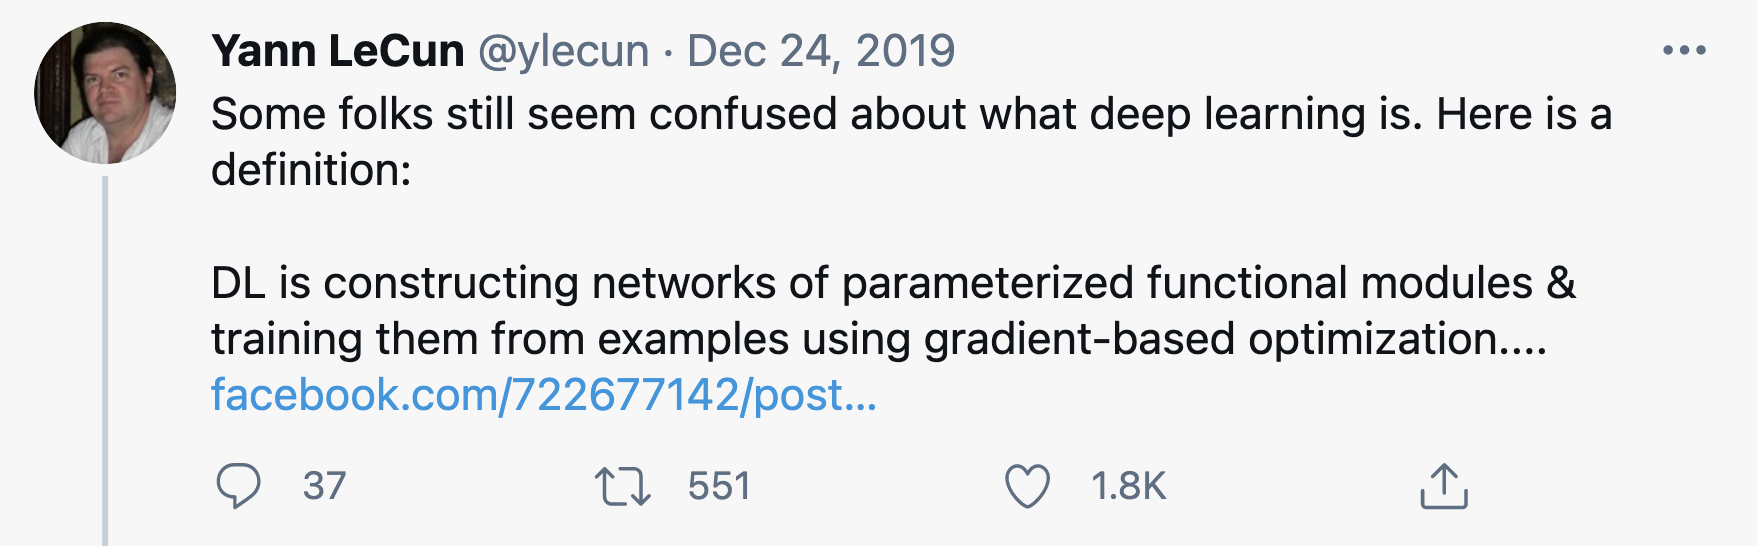 Yann LeCun @ylecun · Dec 24, 2019
Some folks still seem confused about what deep learning is. Here is a
definition:
DL is constructing networks of parameterized functional modules &
training them from examples using gradient-based optimization....
facebook.com/722677142/post...
37 551 1.8K